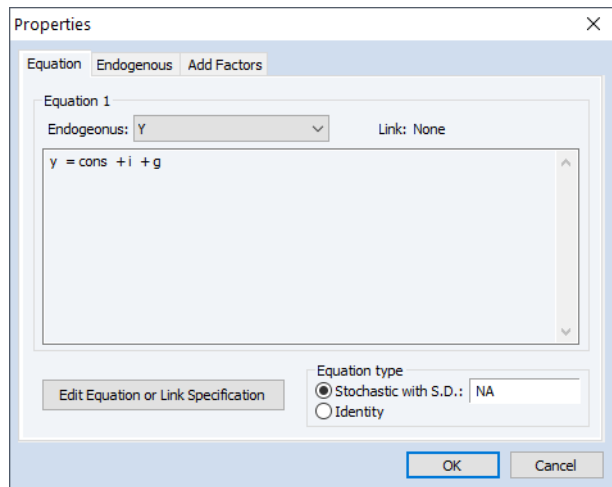 Properties
Equation Endogenous Add Factors
Equation 1
Endogeonus: Y Link: None
y = cons + i + g
Edit Equation or Link Specification
Equation type
Stochastic with S.D.: NA
Identity
OK Cancel